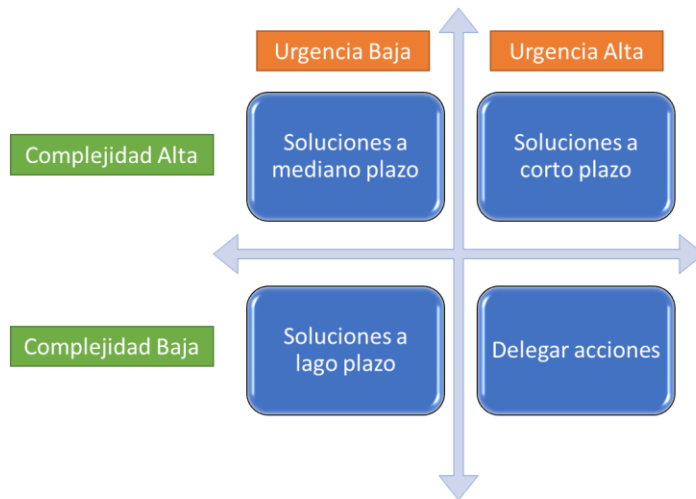 Urgencia Baja
Urgencia Alta
Complejidad Alta
Soluciones a
mediano plazo
Soluciones a
corto plazo
Complejidad Baja
Soluciones a
lago plazo
Delegar acciones